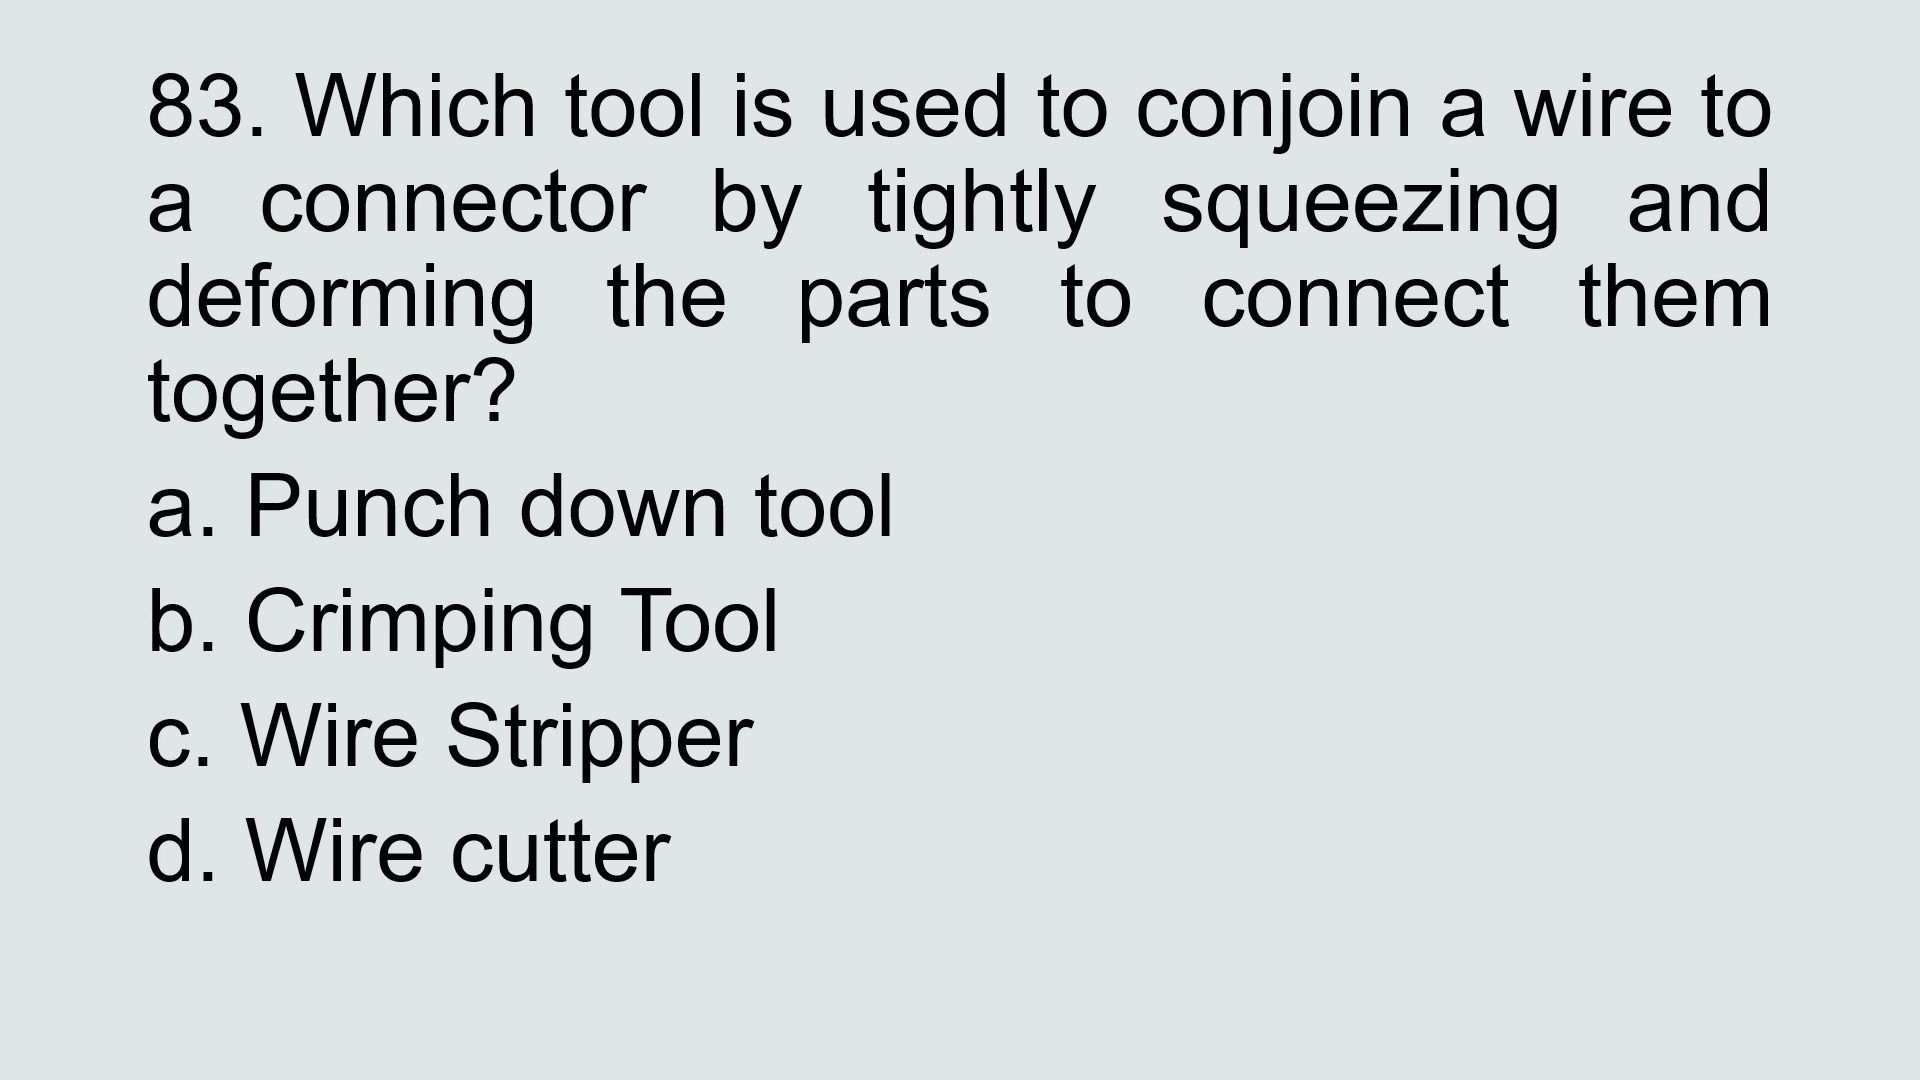 83. Which tool is used to conjoin a wire to
a connector by tightly squeezing and
deforming the parts to connect them
together?
a. Punch down tool
b. Crimping Tool
c. Wire Stripper
d. Wire cutter